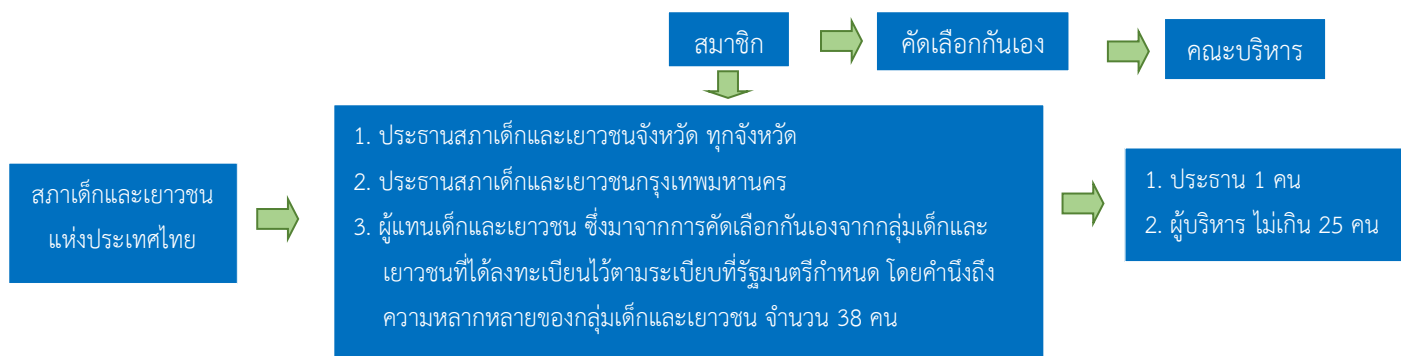 สมาชิก
คัดเลือกกันเอง
คณะบริหาร
สภาเด็กและเยาวชน
แห่งประเทศไทย
1. ประธานสภาเด็กและเยาวชนจังหวัด ทุกจังหวัด
2. ประธานสภาเด็กและเยาวชนกรุงเทพมหานคร
3. ผู้แทนเด็กและเยาวชน ซึ่งมาจากการคัดเลือกกันเองจากกลุ่มเด็กและ
เยาวชนที่ได้ลงทะเบียนไว้ตามระเบียบที่รัฐมนตรีกำหนด โดยคำนึงถึง
ความหลากหลายของกลุ่มเด็กและเยาวชน จำนวน 38 คน
1. ประธาน 1 คน
2. ผู้บริหาร ไม่เกิน 25 คน